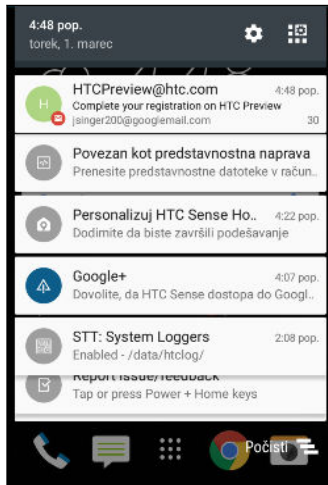 4:48 pop.
torek, 1. marec
HTCPreview@htc.com 4:48 pop.
H
Complete your registration on HTC Preview
jsinger200@googlemail.com 30
Povezan kot predstavnostna naprava
Prenesite predstavnostne datoteke v račun..
Personalizuj HTC Sense Ho.. 4:22 pop.
Dodirnite da biste završili podešavanje
Google+ 4:07 pop.
Dovolite, da HTC Sense dostopa do Googl..
STT: System Loggers 2:08 pop.
Enabled - /data/htclog/
Report issue/feedback
Tap or press Power + Home keys
Počisti